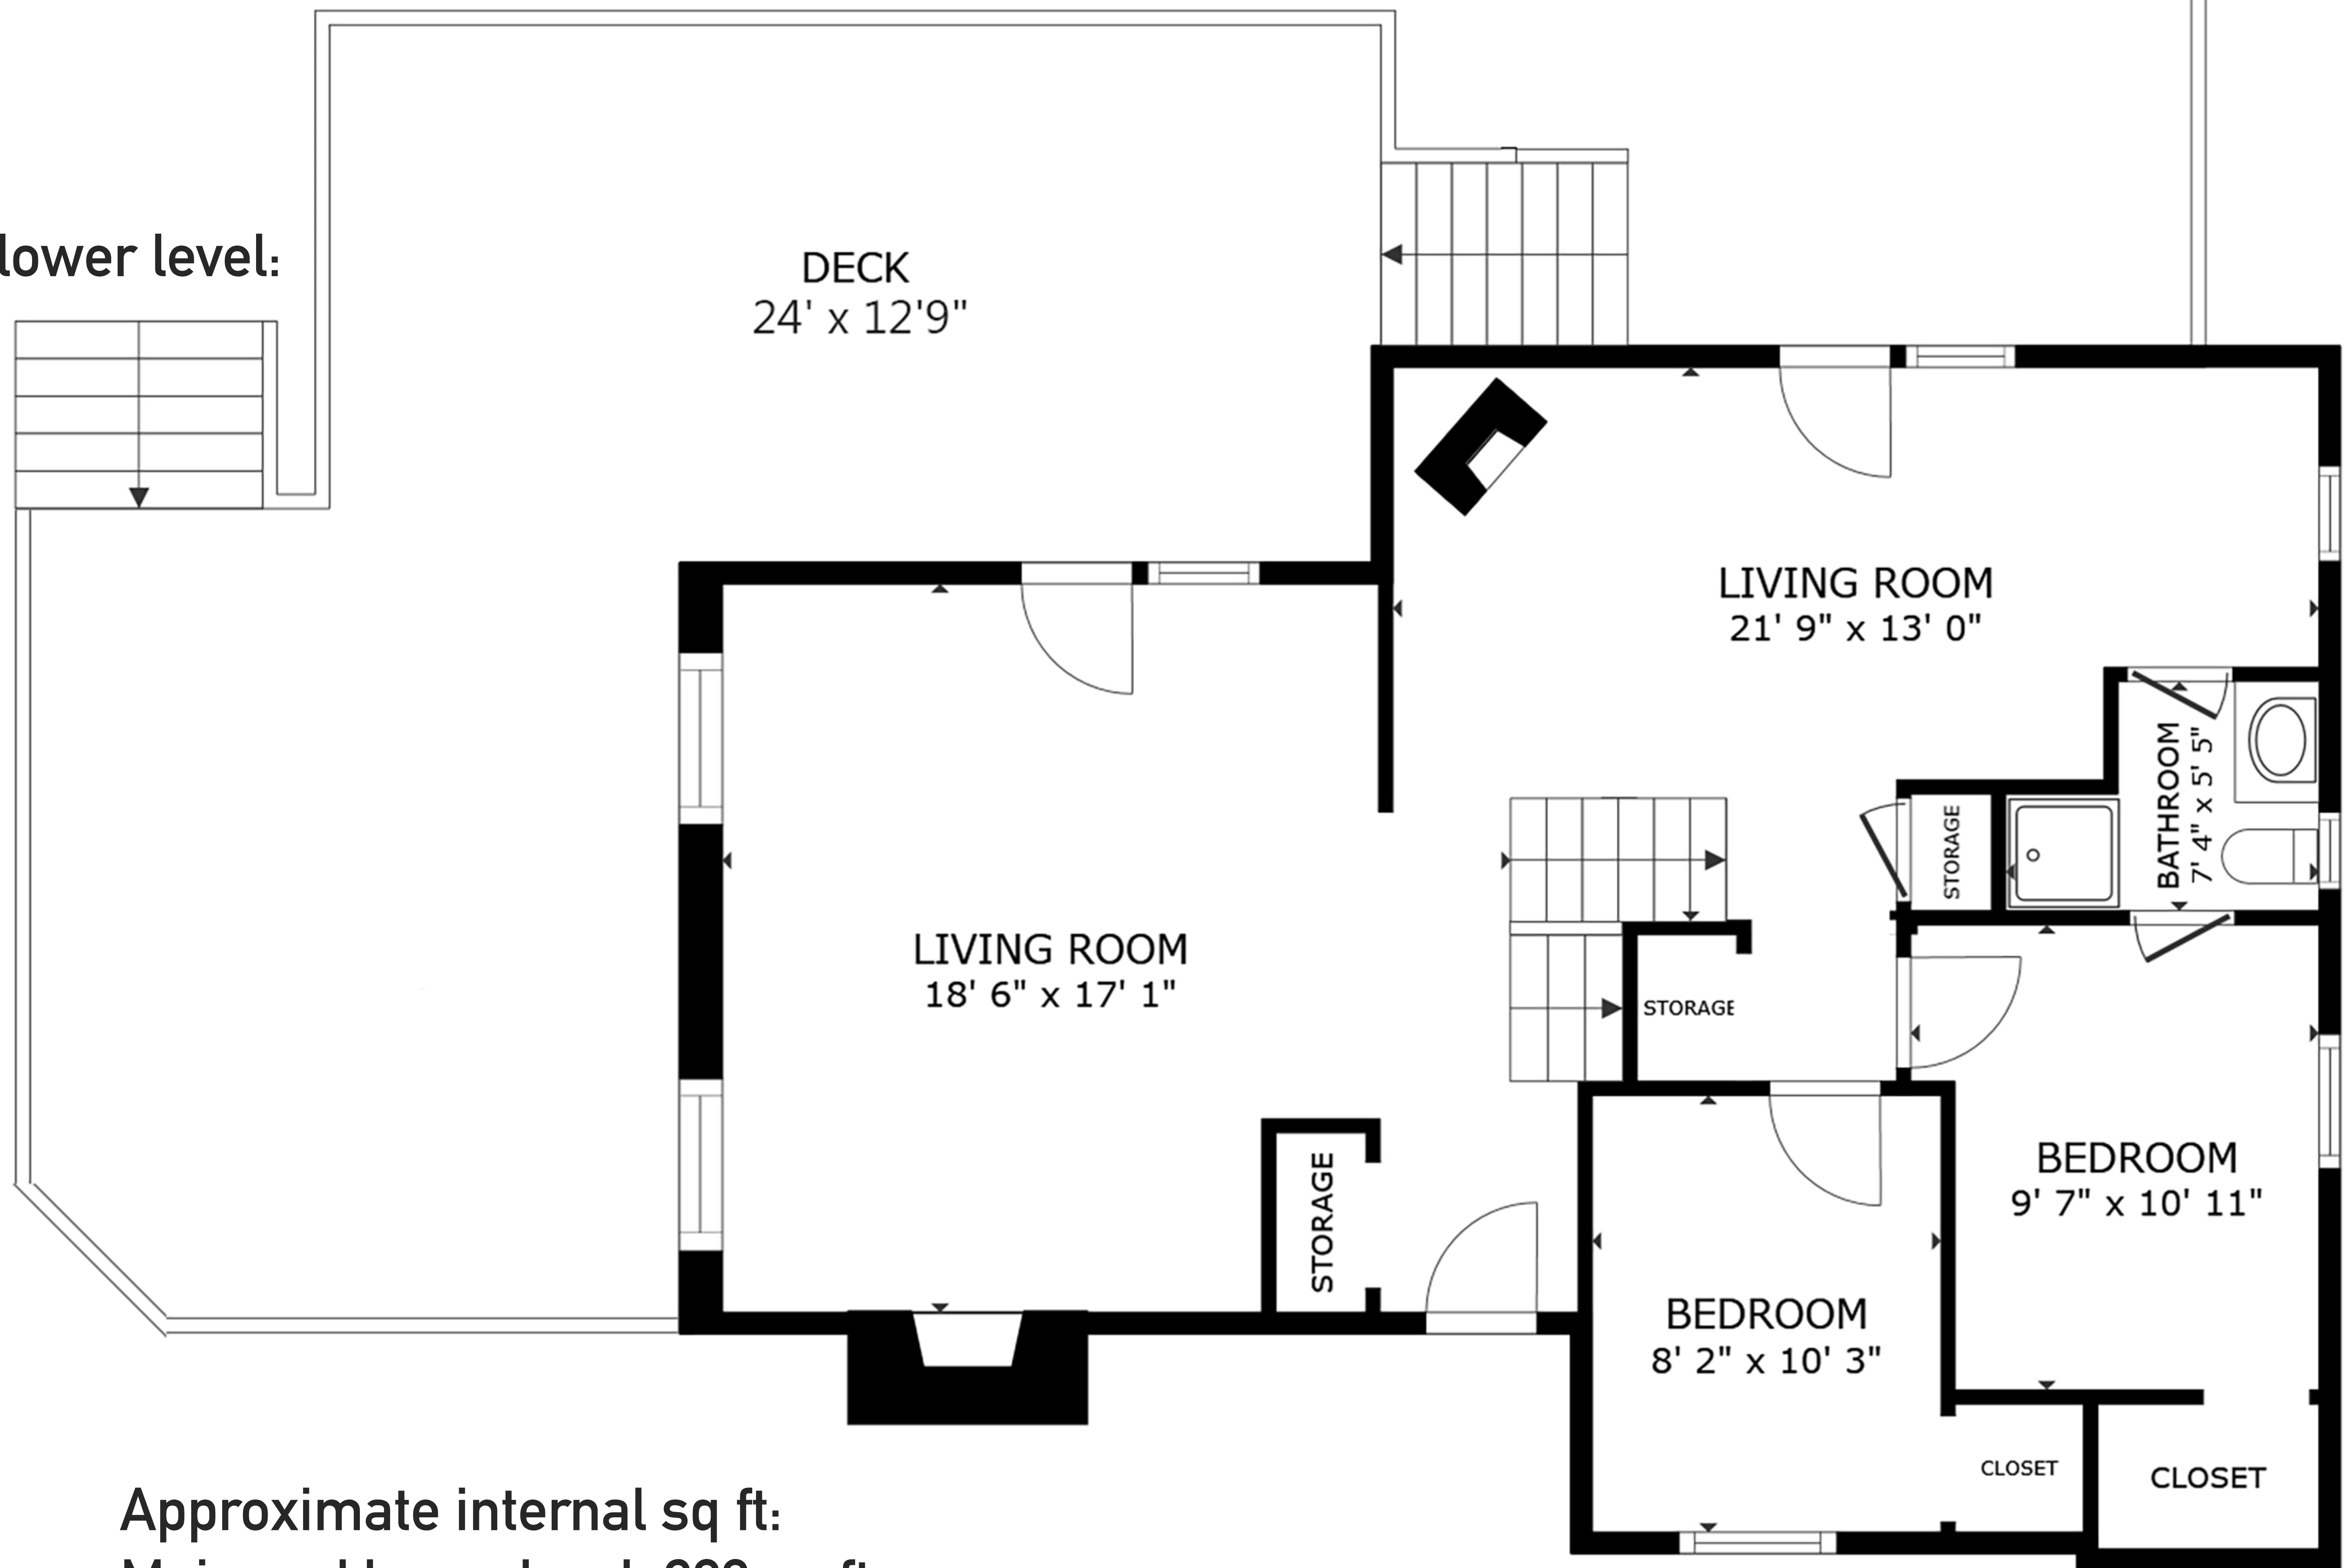 lower level:
DECK
24' x 12'9"
LIVING ROOM
21' 9" x 13' 0"
BATHROOM
7' 4" x 5' 5"
STORAGE
LIVING ROOM
18' 6" x 17' 1"
STORAGE
STORAGE
BEDROOM
9' 7" x 10' 11"
BEDROOM
8' 2" x 10' 3"
CLOSET
CLOSET
Approximate internal sq ft: